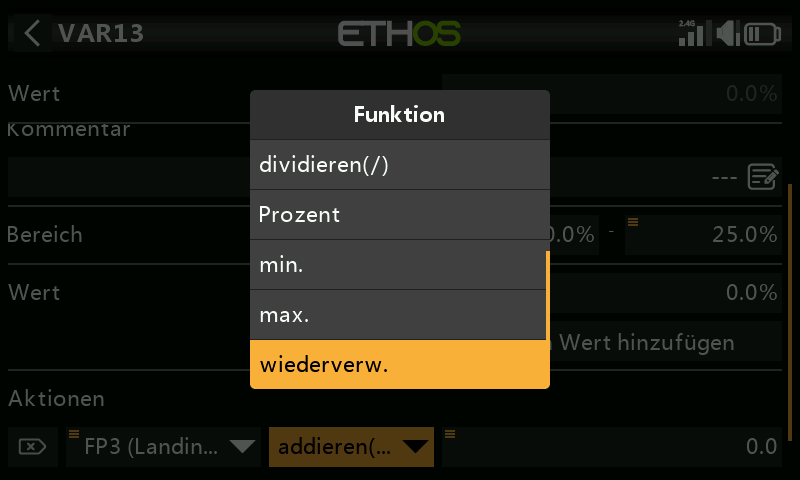 VAR13
ETHOS
2.4G
Wert
0.0%
Kommentar
Funktion
dividieren(/)
---
Prozent
Bereich
0.0% - 25.0%
min.
Wert
0.0%
max.
Wert hinzufügen
wiederverw.
Aktionen
FP3 (Landin...
addieren(...
0.0